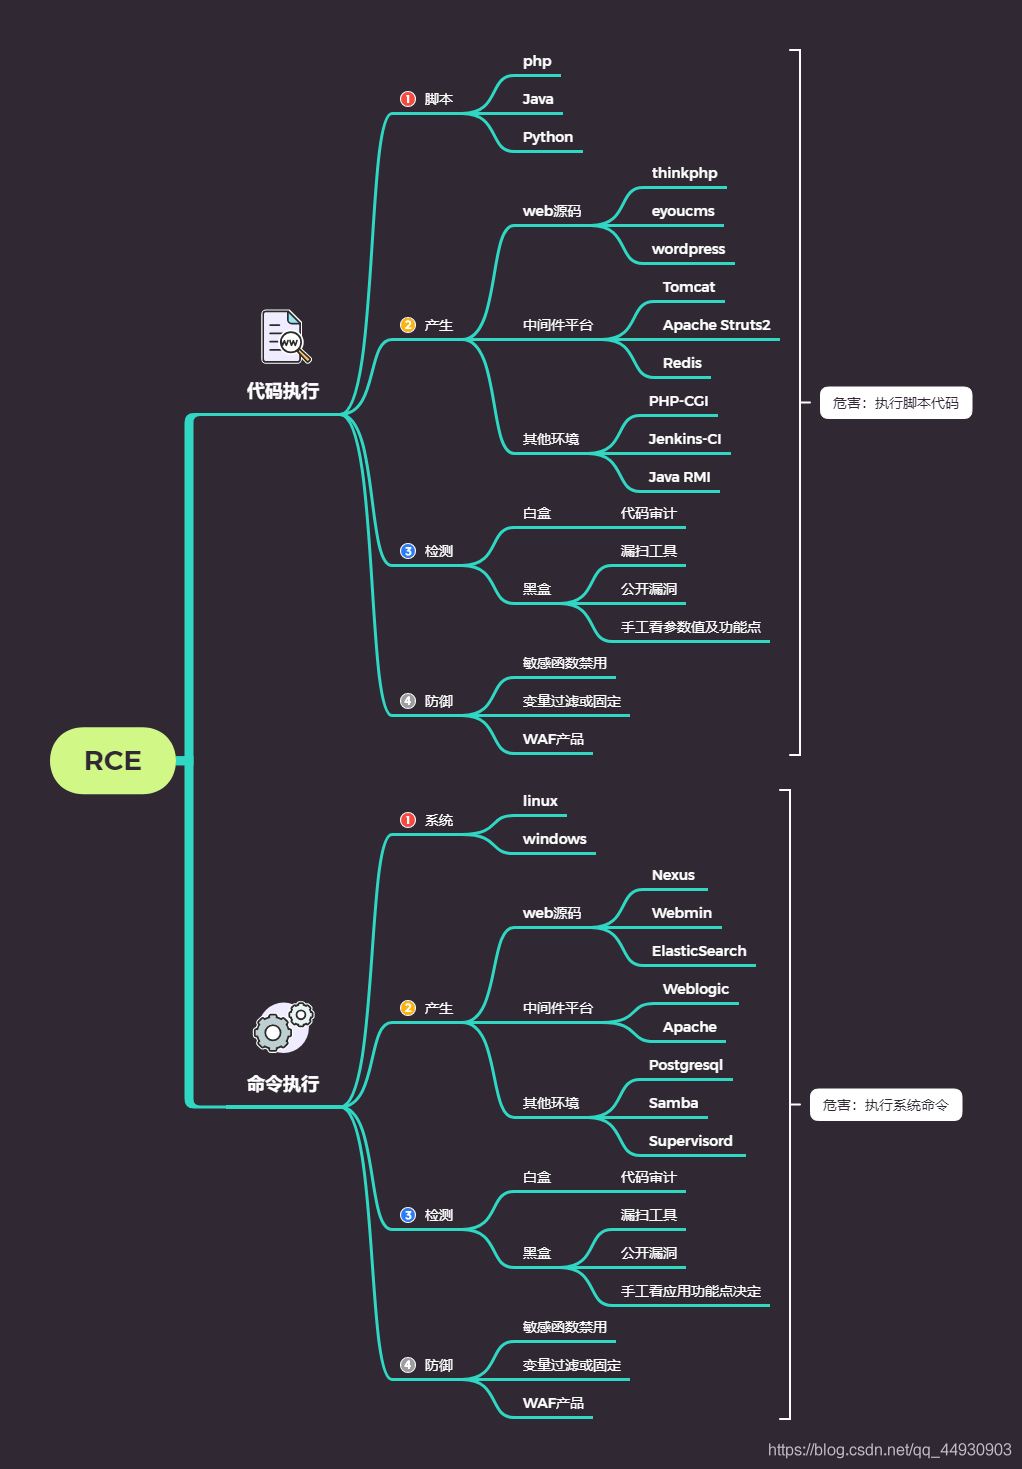 RCE
代码执行
1 脚本
php
Java
Python
2 产生
web源码
thinkphp
eyoucms
wordpress
中间件平台
Tomcat
Apache Struts2
Redis
其他环境
PHP-CGI
Jenkins-CI
Java RMI
3 检测
白盒
代码审计
黑盒
漏扫工具
公开漏洞
手工看参数值及功能点
4 防御
敏感函数禁用
变量过滤或固定
WAF产品
危害：执行脚本代码
命令执行
1 系统
linux
windows
2 产生
web源码
Nexus
Webmin
ElasticSearch
中间件平台
Weblogic
Apache
其他环境
Postgresql
Samba
Supervisord
3 检测
白盒
代码审计
黑盒
漏扫工具
公开漏洞
手工看应用功能点决定
4 防御
敏感函数禁用
变量过滤或固定
WAF产品
危害：执行系统命令
WW
https://blog.csdn.net/qq_44930903